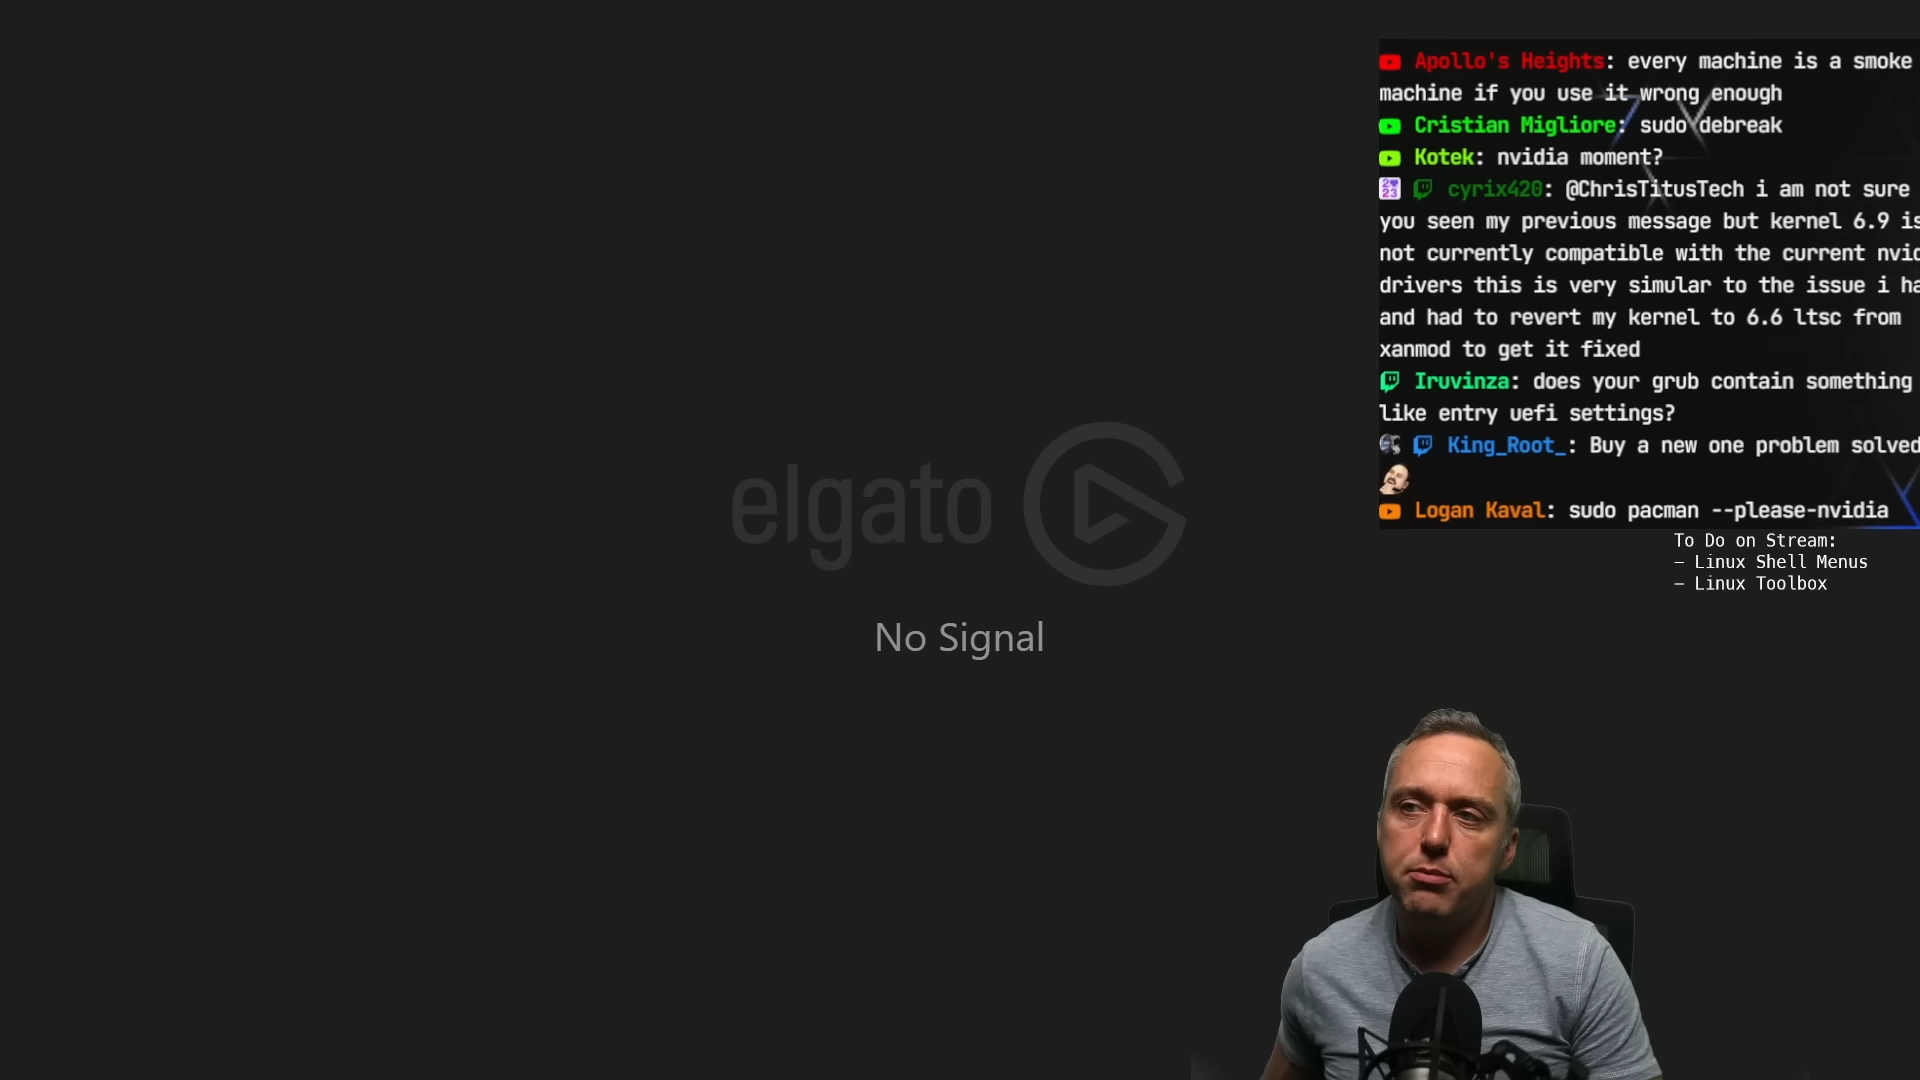 Apollo's Heights: every machine is a smoke
machine if you use it wrong enough
Cristian Migliore: sudo debreak
Kotek: nvidia moment?
cyrix420: @ChrisTitusTech i am not sure
you seen my previous message but kernel 6.9 is
not currently compatible with the current
drivers this is very simular to the issue i
and had to revert my kernel to 6.6 ltsc from
xanmod to get it fixed
Iruvinza: does your grub contain something
like entry uefi settings?
King_Root_: Buy a new one problem solved
Logan Kaval: sudo pacman --please-nvidia
To Do on Stream:
- Linux Shell Menus
- Linux Toolbox
elgato
No Signal